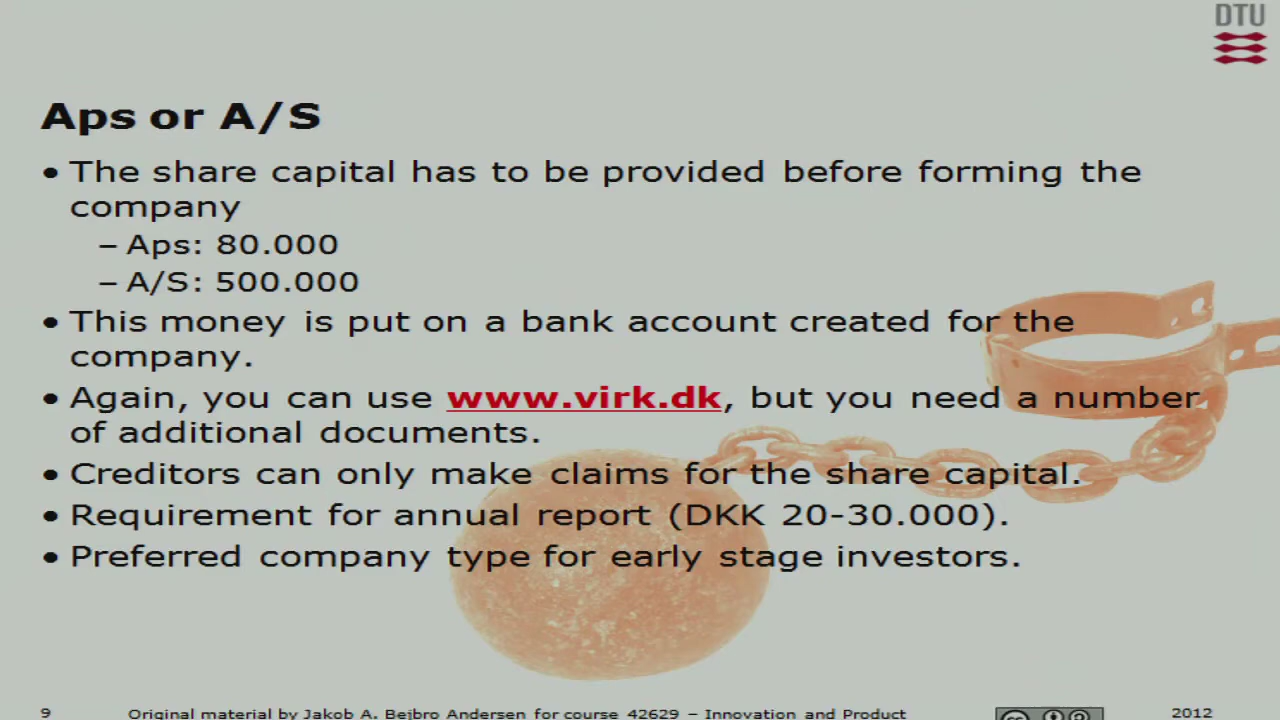 DTU
Aps or A/S
• The share capital has to be provided before forming the
company
– Aps: 80.000
– A/S: 500.000
• This money is put on a bank account created for the
company.
• Again, you can use www.virk.dk, but you need a number
of additional documents.
• Creditors can only make claims for the share capital.
• Requirement for annual report (DKK 20-30.000).
• Preferred company type for early stage investors.
9 Original material by Jakob A. Bejbro Andersen for course 42629 – Innovation and Product 2012